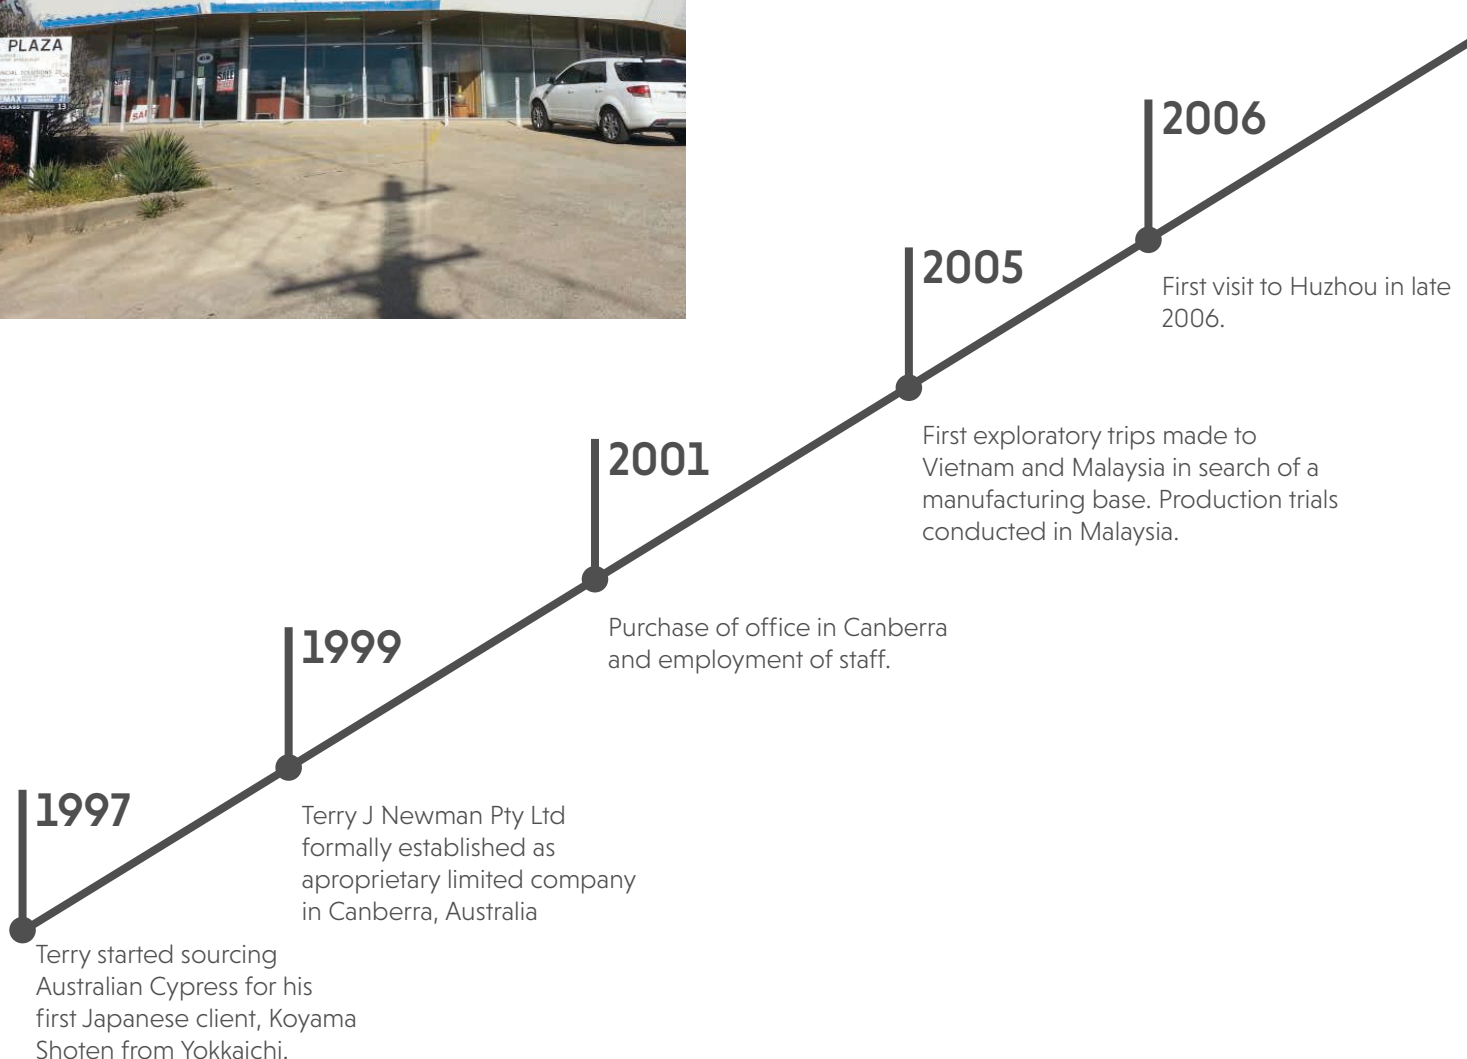 PLAZA
SALE
2006
First visit to Huzhou in late
2006.
2005
First exploratory trips made to
Vietnam and Malaysia in search of a
manufacturing base. Production trials
conducted in Malaysia.
2001
Purchase of office in Canberra
and employment of staff.
1999
Terry J Newman Pty Ltd
formally established as
aproprietary limited company
in Canberra, Australia
1997
Terry started sourcing
Australian Cypress for his
first Japanese client, Koyama
Shoten from Yokkaichi.